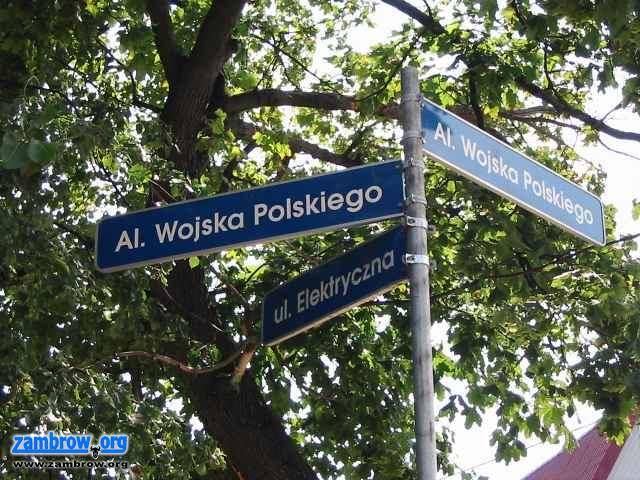 Al. Wojska Polskiego
Al. Wojska Polskiego
ul. Elektryczna
zambrow.org
www.zambrow.org